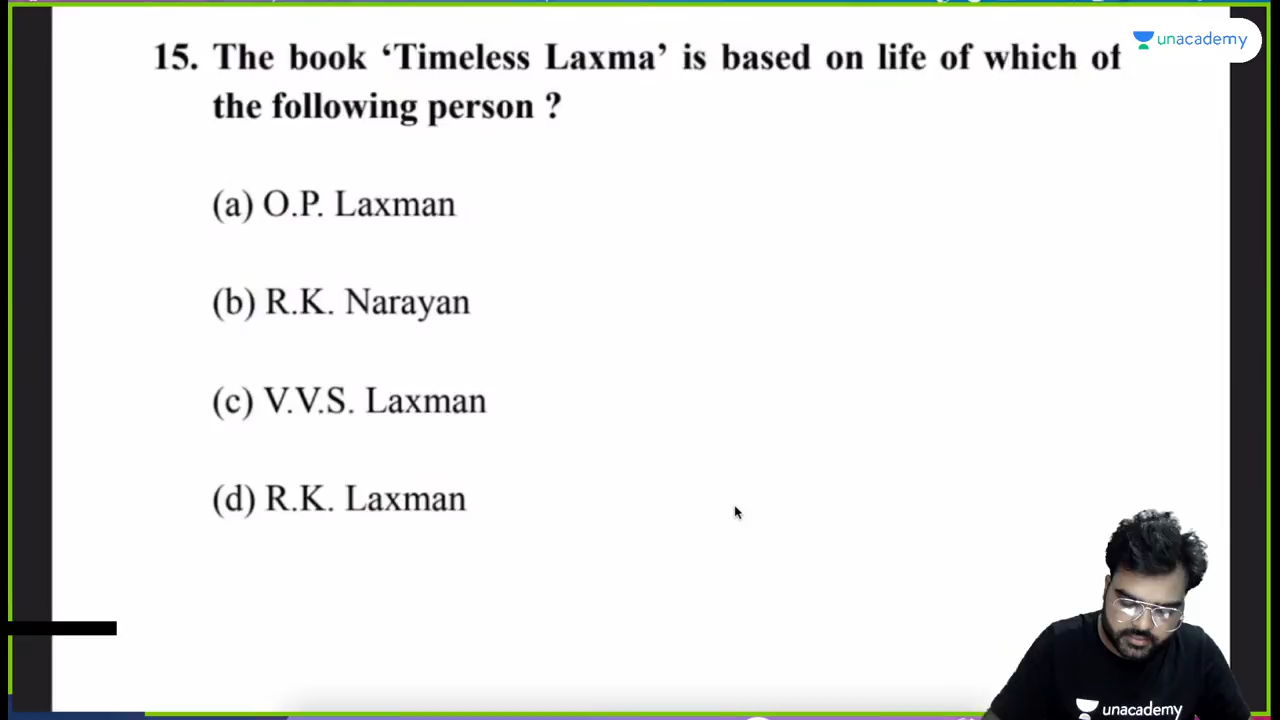 unacademy
15. The book ‘Timeless Laxma’ is based on life of which of
the following person ?
(a) O.P. Laxman
(b) R.K. Narayan
(c) V.V.S. Laxman
(d) R.K. Laxman
unacademy